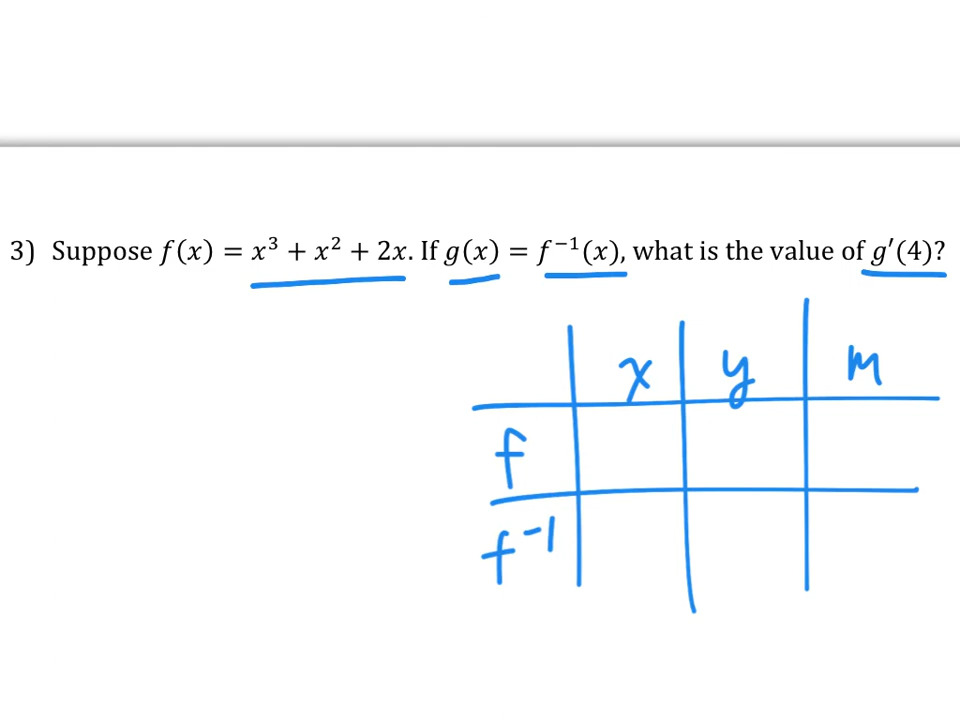 3) Suppose f(x) = x³ + x² + 2x. If g(x) = f⁻¹(x), what is the value of g′(4)?
x y m
f
f⁻¹